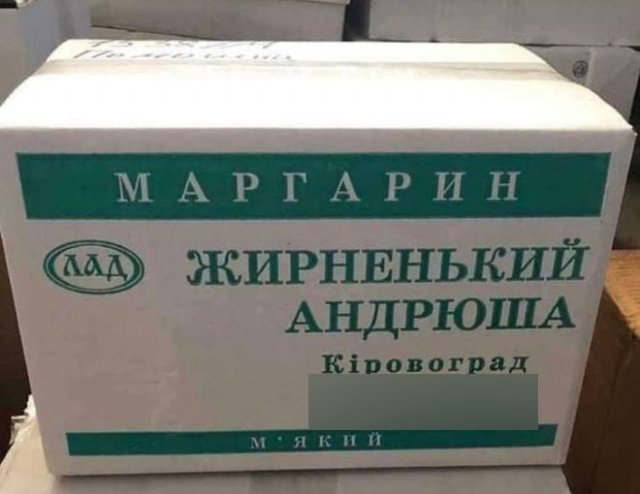 МАРГАРИН
ЛАД
ЖИРНЕНЬКИЙ
АНДРЮША
Кіровоград
М'ЯКИЙ